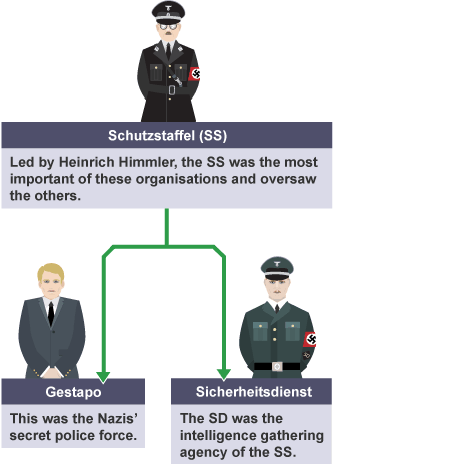 Schutzstaffel (SS)
Led by Heinrich Himmler, the SS was the most
important of these organisations and oversaw
the others.
Gestapo
This was the Nazis’
secret police force.
Sicherheitsdienst
The SD was the
intelligence gathering
agency of the SS.